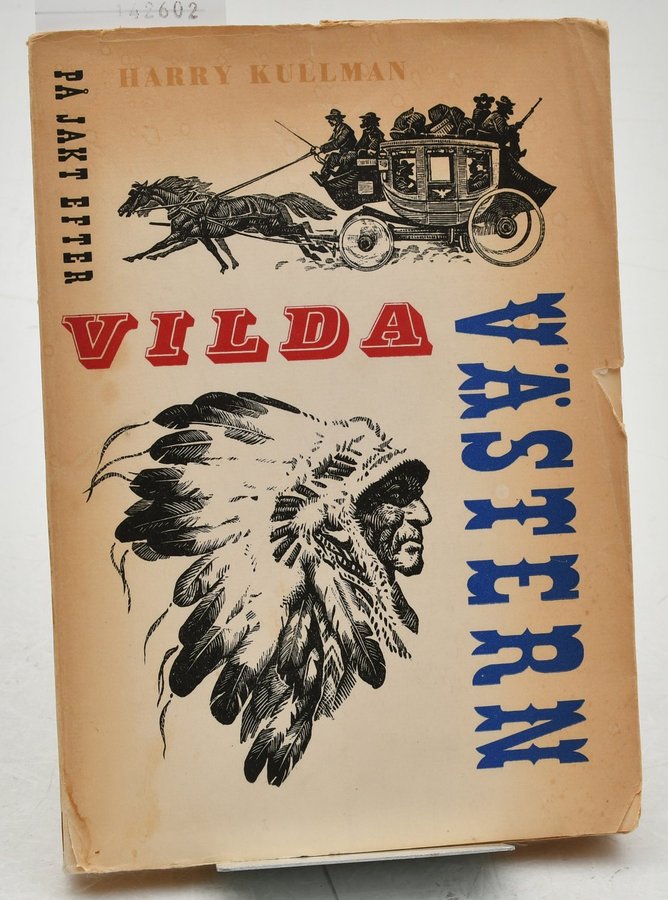 142602
HARRY KULLMAN
PÅ JAKT EFTER
VILDA
VÄSTERN